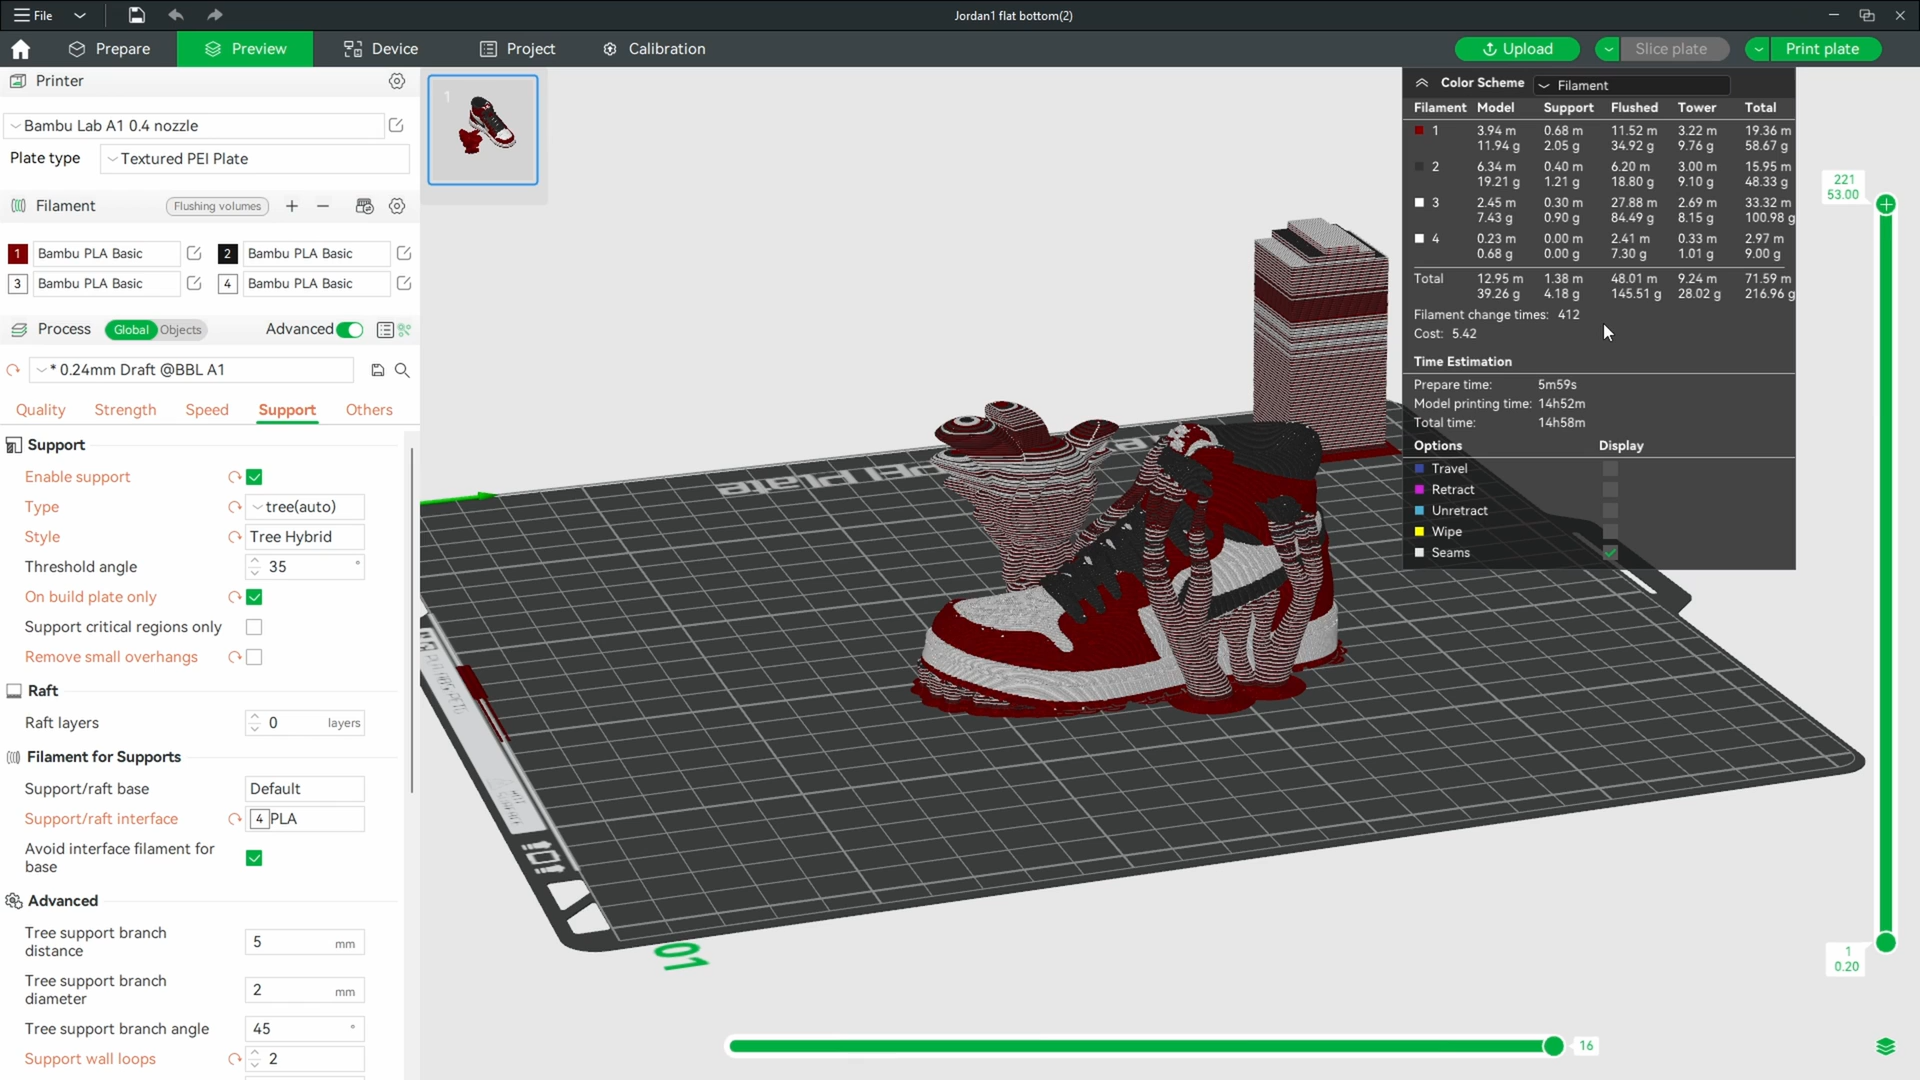 File
Jordan1 flat bottom(2)
Prepare
Preview
Device
Project
Calibration
Upload
Slice plate
Print plate
Printer
Bambu Lab A1 0.4 nozzle
Plate type
Textured PEI Plate
Filament
Flushing volumes
1 Bambu PLA Basic
2 Bambu PLA Basic
3 Bambu PLA Basic
4 Bambu PLA Basic
Process
Global
Objects
Advanced
* 0.24mm Draft @BBL A1
Quality
Strength
Speed
Support
Others
Support
Enable support
Type
tree(auto)
Style
Tree Hybrid
Threshold angle
35 °
On build plate only
Support critical regions only
Remove small overhangs
Raft
Raft layers
0 layers
Filament for Supports
Support/raft base
Default
Support/raft interface
4 PLA
Avoid interface filament for
base
Advanced
Tree support branch
distance
5 mm
Tree support branch
diameter
2 mm
Tree support branch angle
45 °
Support wall loops
2
1
01
Color Scheme
Filament
Filament Model Support Flushed Tower Total
1 3.94 m 0.68 m 11.52 m 3.22 m 19.36 m
11.94 g 2.05 g 34.92 g 9.76 g 58.67 g
2 6.34 m 0.40 m 6.20 m 3.00 m 15.95 m
19.21 g 1.21 g 18.80 g 9.10 g 48.33 g
3 2.45 m 0.30 m 27.88 m 2.69 m 33.32 m
7.43 g 0.90 g 84.49 g 8.15 g 100.98 g
4 0.23 m 0.00 m 2.41 m 0.33 m 2.97 m
0.68 g 0.00 g 7.30 g 1.01 g 9.00 g
Total 12.95 m 1.38 m 48.01 m 9.24 m 71.59 m
39.26 g 4.18 g 145.51 g 28.02 g 216.96 g
Filament change times: 412
Cost: 5.42
Time Estimation
Prepare time: 5m59s
Model printing time: 14h52m
Total time: 14h58m
Options Display
Travel
Retract
Unretract
Wipe
Seams
221
53.00
1
0.20
16